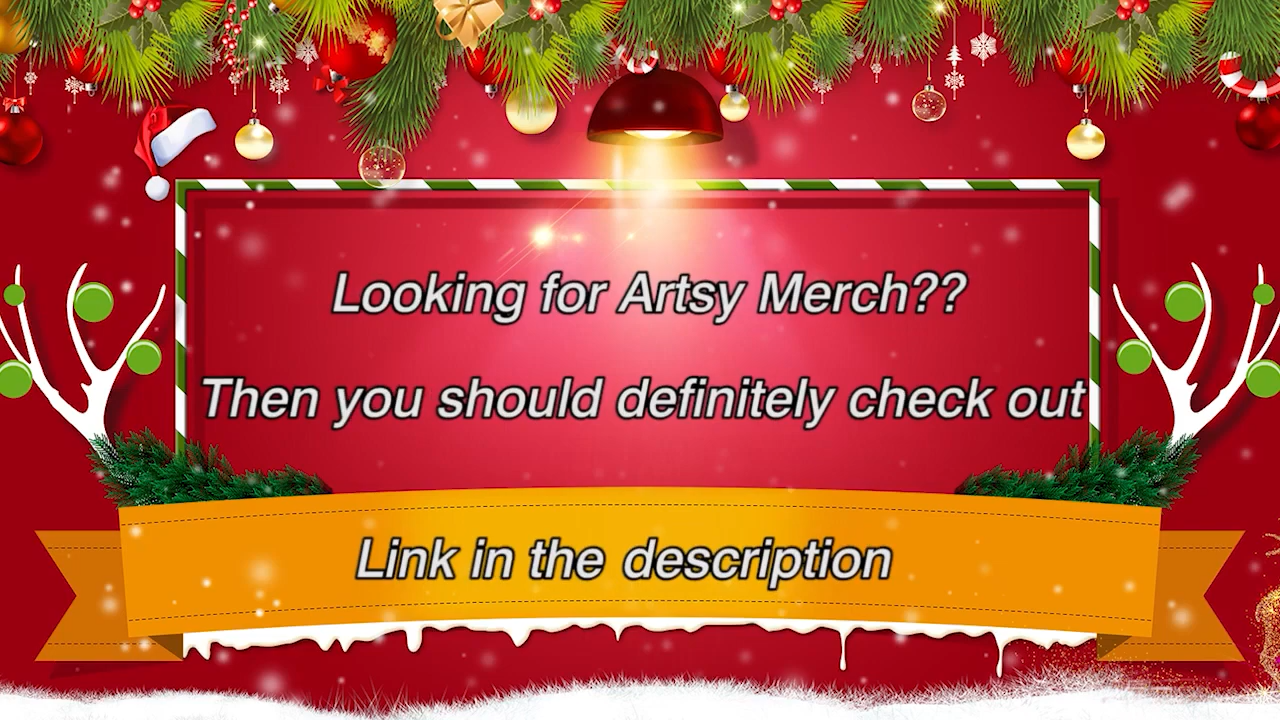 Looking for Artsy Merch??
Then you should definitely check out
Link in the description